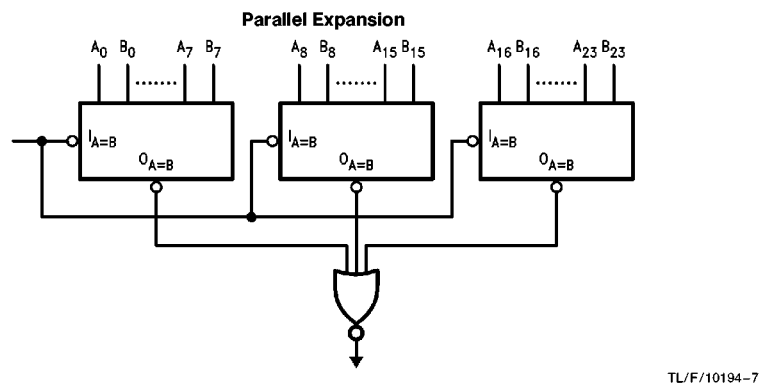 Parallel Expansion
A0 B0 ........ A7 B7 A8 B8 ........ A15 B15 A16 B16 ........ A23 B23
IA=B IA=B IA=B
OA=B OA=B OA=B
TL/F/10194-7